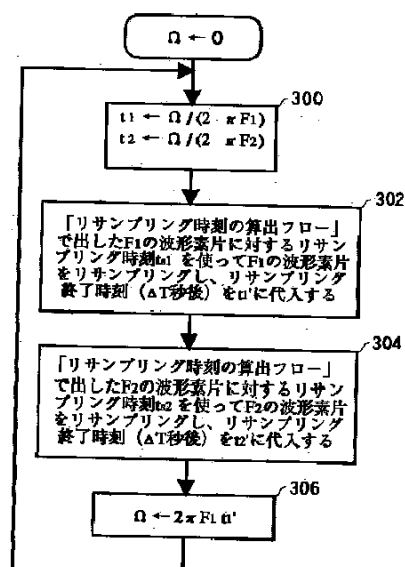 Ω ← 0
300
t1 ← Ω /(2 π F1)
t2 ← Ω /(2 π F2)
302
「リサンプリング時刻の算出フロー」
で出したF1の波形素片に対するリサン
プリング時刻ts1 を使ってF1の波形素片
をリサンプリングし、リサンプリング
終了時刻（ΔT秒後）をt1'に代入する
304
「リサンプリング時刻の算出フロー」
で出したF2の波形素片に対するリサン
プリング時刻ts2 を使ってF2の波形素片
をリサンプリングし、リサンプリング
終了時刻（ΔT秒後）をt2'に代入する
306
Ω ← 2π F1 t1'